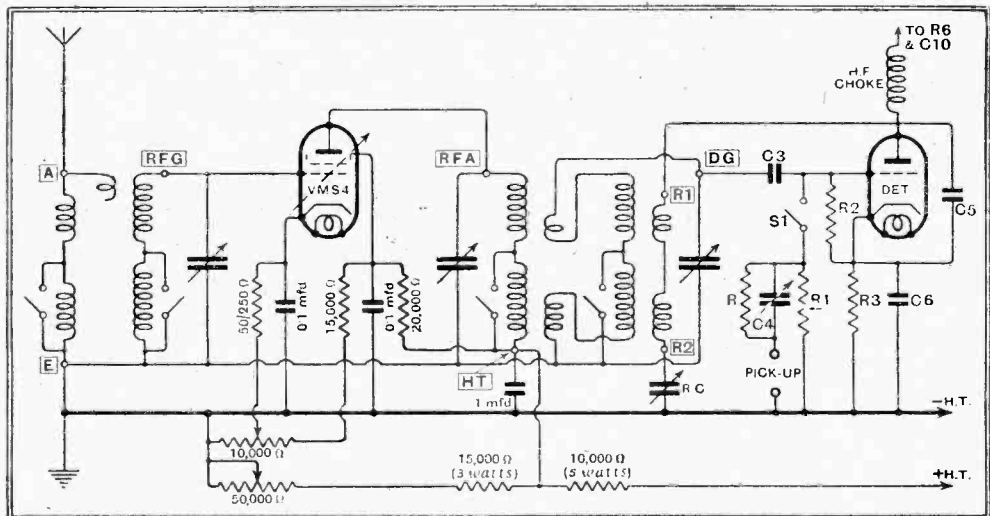 TO R6
& C10
H.F.
CHOKE
A
RFG
VMS4
RFA
DG
C3
R1
S1
R2
DET
C5
E
50/250 Ω
0·1 mfd
15,000 Ω
0·1 mfd
20,000 Ω
HT
1 mfd
R2
RC
R
C4
R1
PICK-UP
R3
C6
—H.T.
10,000 Ω
50,000 Ω
15,000 Ω
(3 watts)
10,000 Ω
(5 watts)
+H.T.